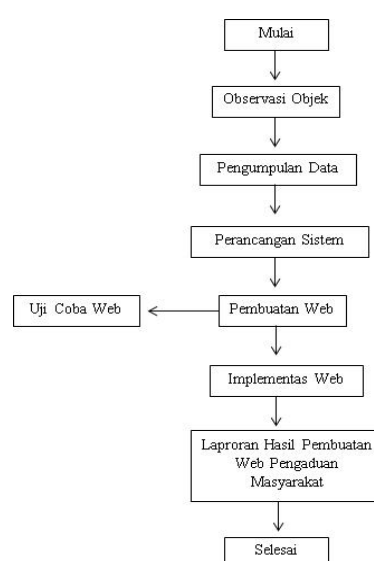 Mulai
Observasi Objek
Pengumpulan Data
Perancangan Sistem
Uji Coba Web
Pembuatan Web
Implementas Web
Laproran Hasil Pembuatan
Web Pengaduan
Masyarakat
Selesai